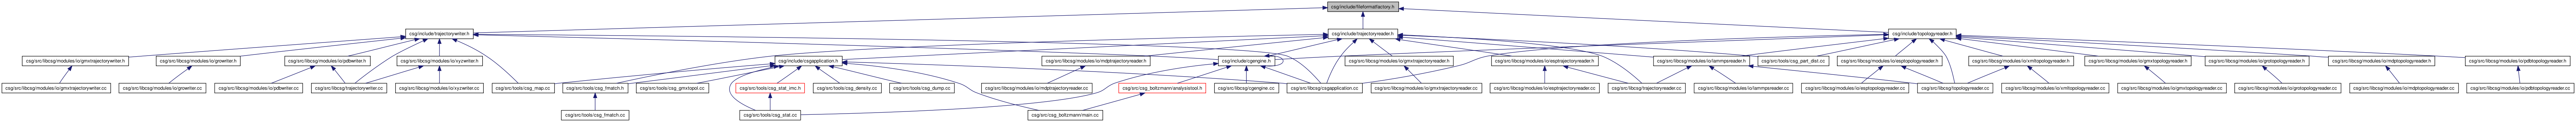 csg/include/fileformatfactory.h
csg/include/trajectorywriter.h
csg/include/trajectoryreader.h
csg/include/topologyreader.h
csg/src/libcsg/modules/io/gmxtrajectorywriter.h
csg/src/libcsg/modules/io/growriter.h
csg/src/libcsg/modules/io/pdbwriter.h
csg/src/libcsg/modules/io/xyzwriter.h
csg/include/csgapplication.h
csg/src/libcsg/modules/io/mdptrajectoryreader.h
csg/include/cgengine.h
csg/src/libcsg/modules/io/gmxtrajectoryreader.h
csg/src/libcsg/modules/io/esptrajectoryreader.h
csg/src/libcsg/modules/io/lammpsreader.h
csg/src/tools/csg_part_dist.cc
csg/src/libcsg/modules/io/esptopologyreader.h
csg/src/libcsg/modules/io/xmltopologyreader.h
csg/src/libcsg/modules/io/gmxtopologyreader.h
csg/src/libcsg/modules/io/grotopologyreader.h
csg/src/libcsg/modules/io/mdptopologyreader.h
csg/src/libcsg/modules/io/pdbtopologyreader.h
csg/src/libcsg/modules/io/gmxtrajectorywriter.cc
csg/src/libcsg/modules/io/growriter.cc
csg/src/libcsg/modules/io/pdbwriter.cc
csg/src/libcsg/trajectorywriter.cc
csg/src/libcsg/modules/io/xyzwriter.cc
csg/src/tools/csg_map.cc
csg/src/tools/csg_fmatch.h
csg/src/tools/csg_gmxtopol.cc
csg/src/tools/csg_stat_imc.h
csg/src/tools/csg_density.cc
csg/src/tools/csg_dump.cc
csg/src/libcsg/modules/io/mdptrajectoryreader.cc
csg/src/csg_boltzmann/analysistool.h
csg/src/libcsg/cgengine.cc
csg/src/libcsg/csgapplication.cc
csg/src/libcsg/modules/io/gmxtrajectoryreader.cc
csg/src/libcsg/modules/io/esptrajectoryreader.cc
csg/src/libcsg/trajectoryreader.cc
csg/src/libcsg/modules/io/lammpsreader.cc
csg/src/libcsg/modules/io/esptopologyreader.cc
csg/src/libcsg/topologyreader.cc
csg/src/libcsg/modules/io/xmltopologyreader.cc
csg/src/libcsg/modules/io/gmxtopologyreader.cc
csg/src/libcsg/modules/io/grotopologyreader.cc
csg/src/libcsg/modules/io/mdptopologyreader.cc
csg/src/libcsg/modules/io/pdbtopologyreader.cc
csg/src/tools/csg_fmatch.cc
csg/src/tools/csg_stat.cc
csg/src/csg_boltzmann/main.cc